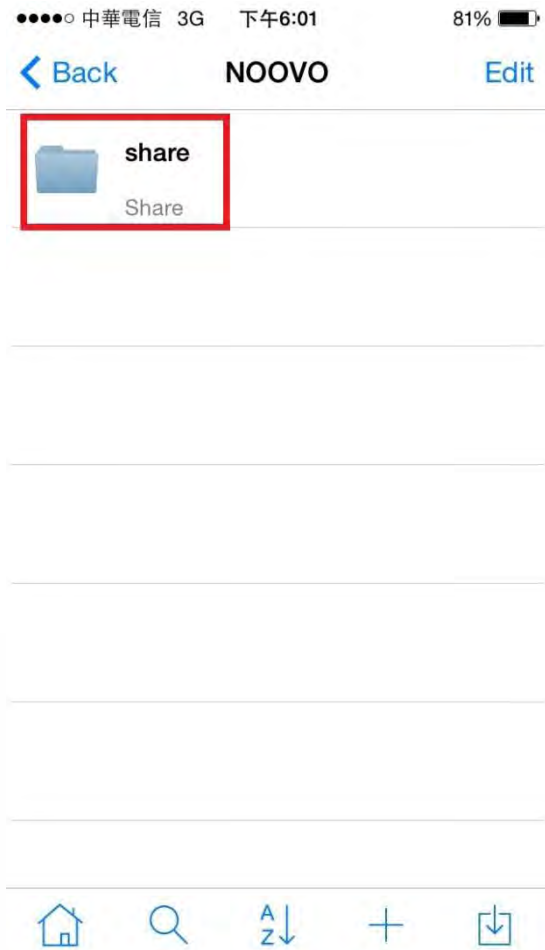 中華電信 3G 下午6:01 81%
Back NOOVO Edit
share
Share
A
Z